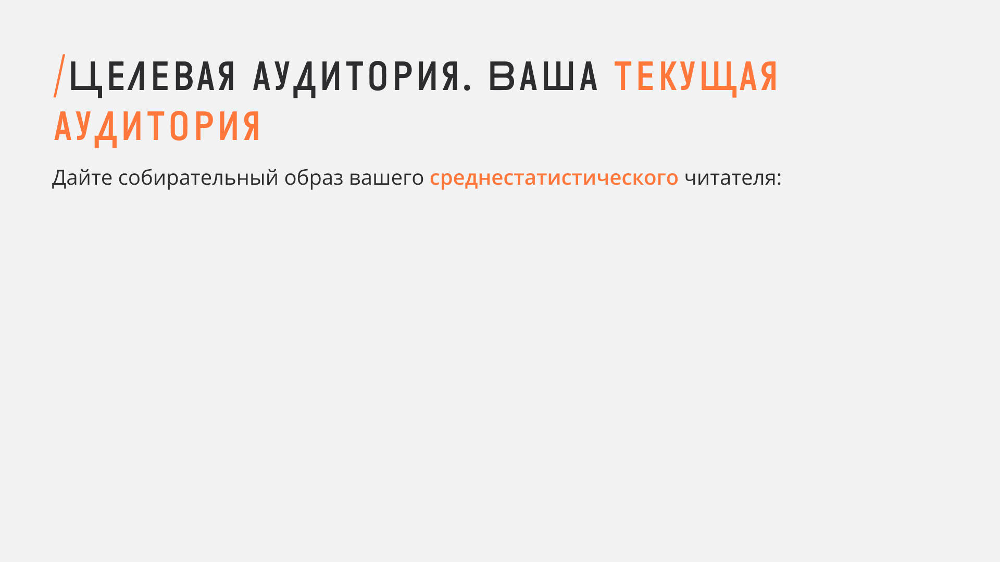 /ЦЕЛЕВАЯ АУДИТОРИЯ. ВАША ТЕКУЩАЯ
АУДИТОРИЯ
Дайте собирательный образ вашего среднестатистического читателя: